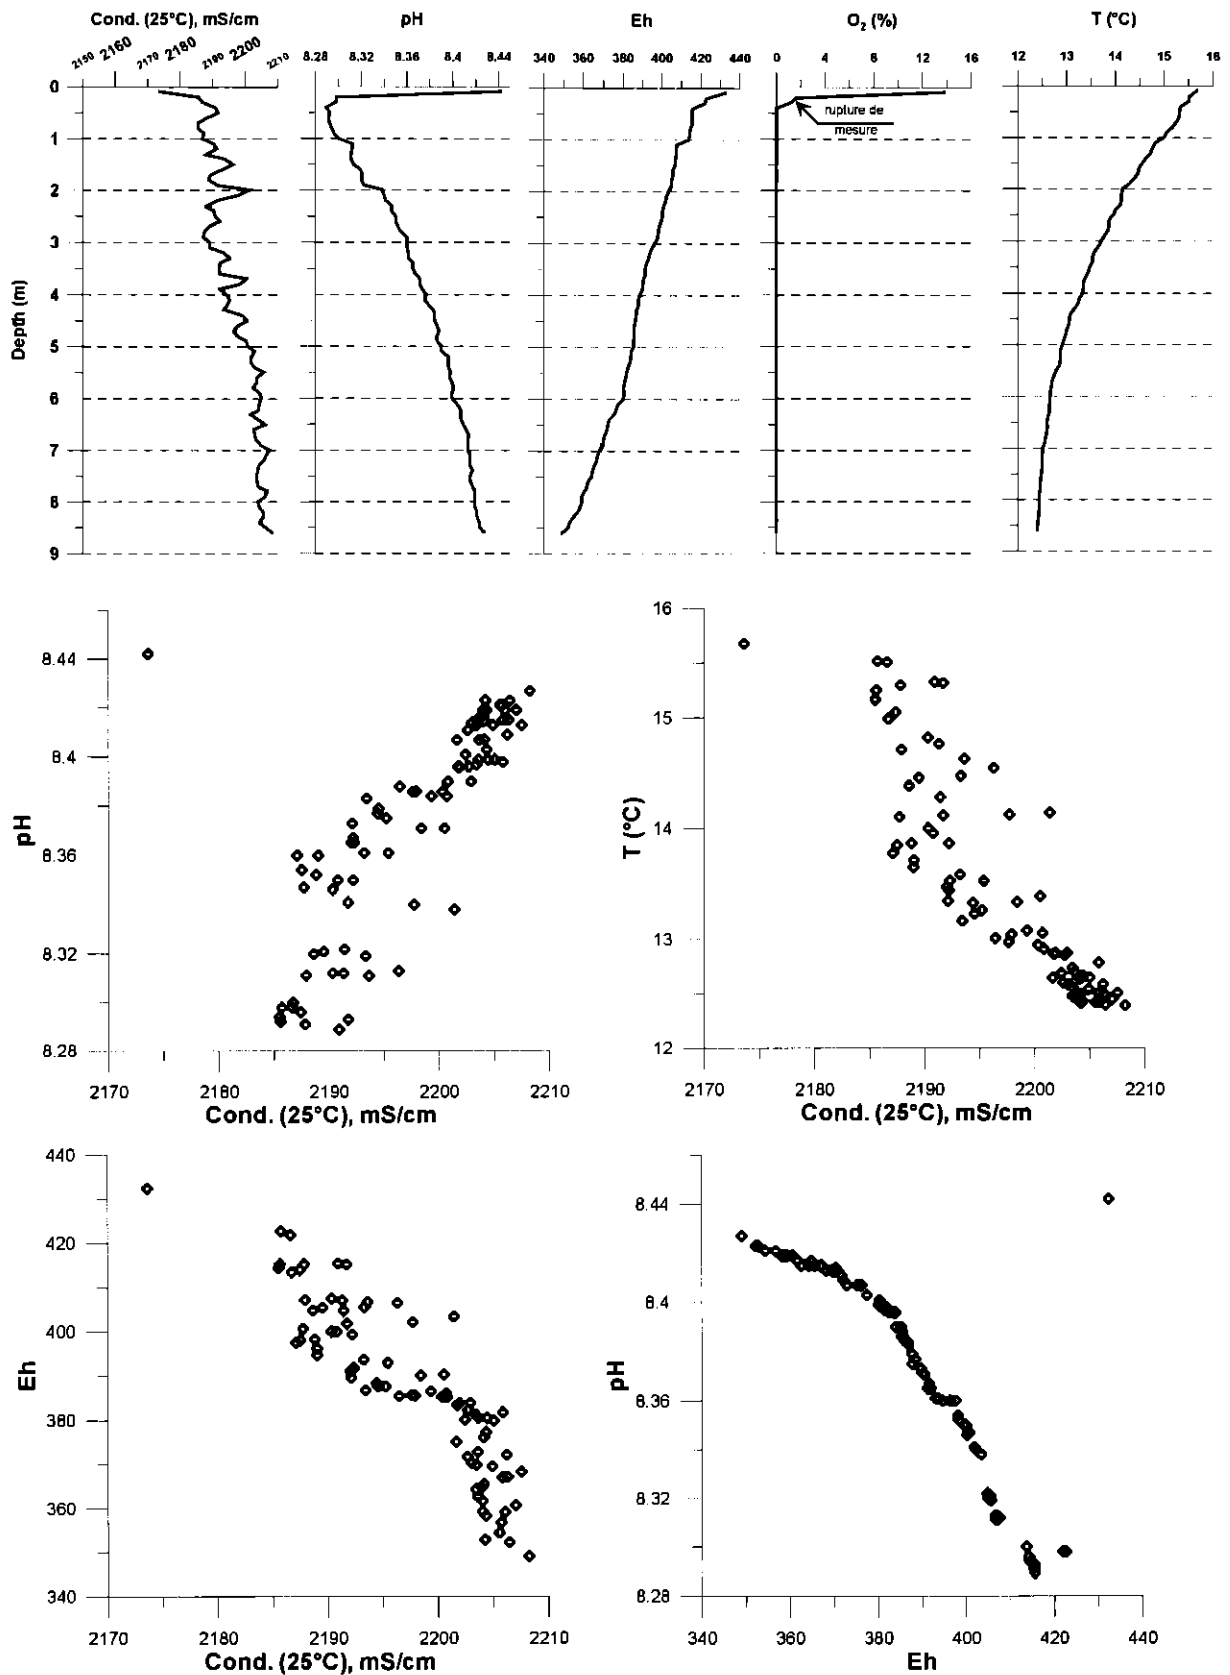 Cond. (25°C), mS/cm pH Eh O₂ (%) T (°C)
2150 2160 2170 2180 2190 2200 2210 8.28 8.32 8.16 8.4 8.44 340 360 380 400 420 440 0 4 8 12 16 12 13 14 15 16
0
rupture de
mesure
1
2
3
4
5
6
7
8
9
Depth (m)
8.44
8.4
8.36
8.32
8.28
pH
2170 2180 2190 2200 2210
Cond. (25°C), mS/cm
16
15
14
13
12
T (°C)
2170 2180 2190 2200 2210
Cond. (25°C), mS/cm
440
420
400
380
360
340
Eh
2170 2180 2190 2200 2210
Cond. (25°C), mS/cm
8.44
8.4
8.36
8.32
8.28
pH
340 360 380 400 420 440
Eh